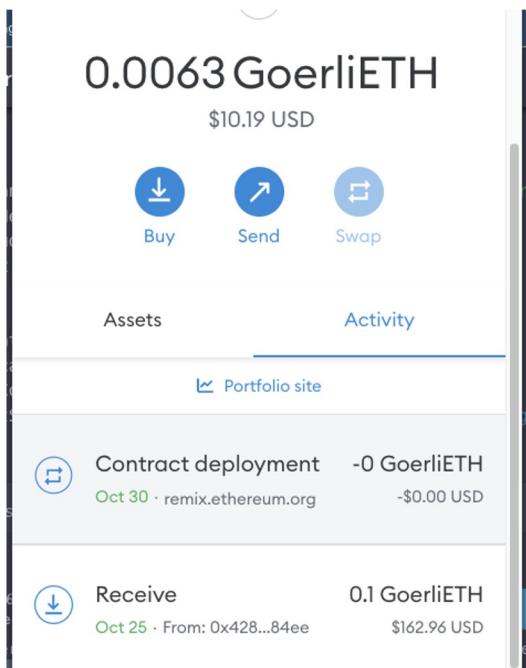 0.0063 GoerliETH
$10.19 USD
Buy Send Swap
Assets Activity
Portfolio site
Contract deployment -0 GoerliETH
Oct 30 · remix.ethereum.org -$0.00 USD
Receive 0.1 GoerliETH
Oct 25 · From: 0x428...84ee $162.96 USD